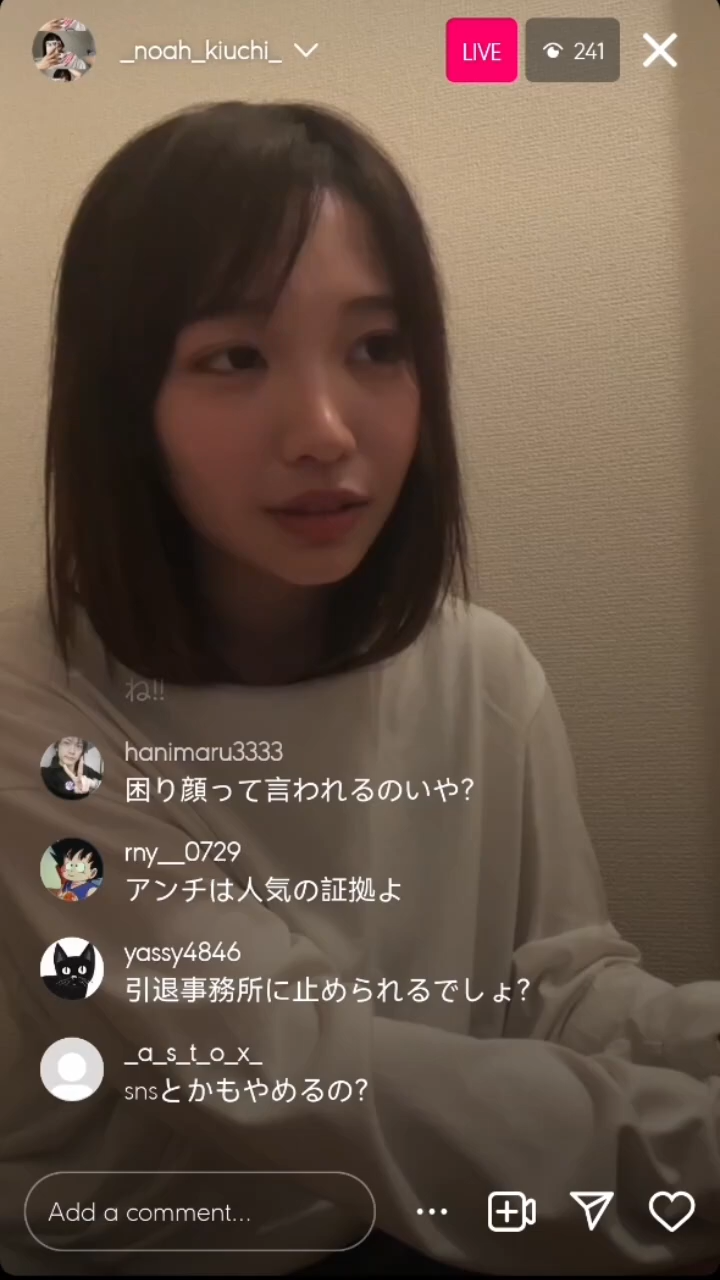 _noah_kiuchi_
LIVE
241
ね!!
hanimaru3333
困り顔って言われるのいや?
rny__0729
アンチは人気の証拠よ
yassy4846
引退事務所に止められるでしょ?
_a_s_t_o_x_
snsとかもやめるの?
Add a comment...